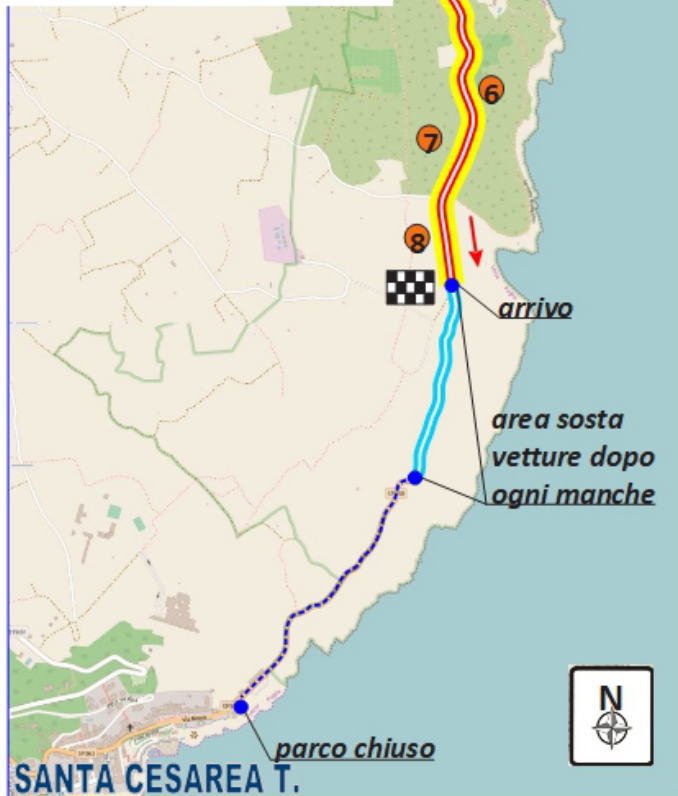 6
7
8
arrivo
area sosta
vetture dopo
ogni manche
N
parco chiuso
SANTA CESAREA T.